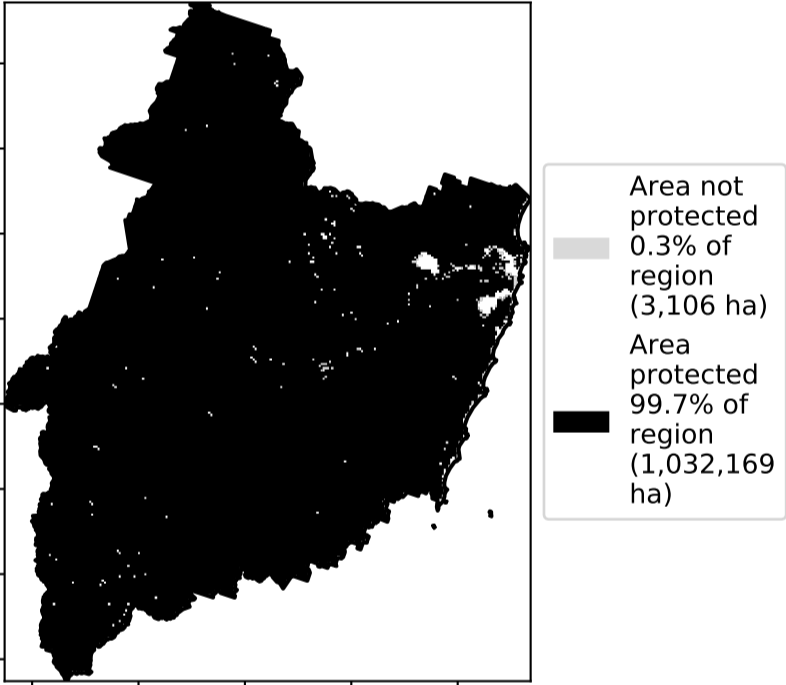 Area not
protected
0.3% of
region
(3,106 ha)
Area
protected
99.7% of
region
(1,032,169
ha)